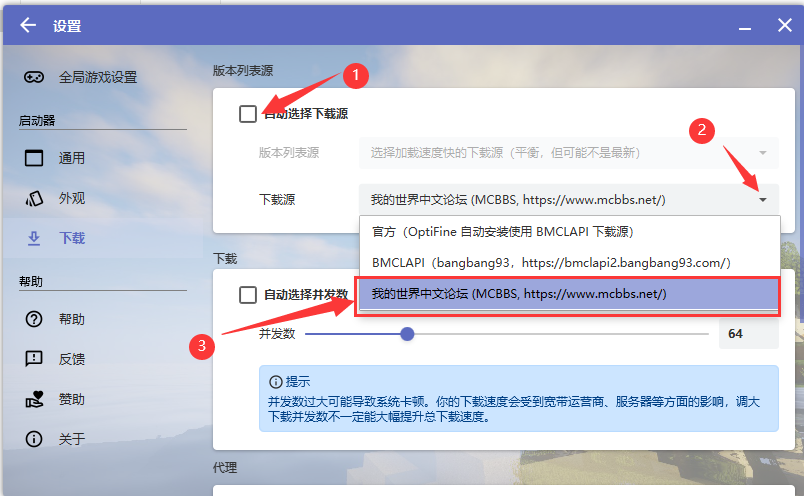 设置
全局游戏设置
启动器
通用
外观
下载
帮助
帮助
反馈
赞助
关于
版本列表源
1
自动选择下载源
版本列表源
选择加载速度快的下载源（平衡，但可能不是最新）
2
下载源
我的世界中文论坛 (MCBBS, https://www.mcbbs.net/)
官方（OptiFine 自动安装使用 BMCLAPI 下载源）
BMCLAPI（bangbang93，https://bmclapi2.bangbang93.com/)
我的世界中文论坛 (MCBBS, https://www.mcbbs.net/)
下载
自动选择并发数
3
并发数
64
提示
并发数过大可能导致系统卡顿。你的下载速度会受到宽带运营商、服务器等方面的影响，调大
下载并发数不一定能大幅提升总下载速度。
代理